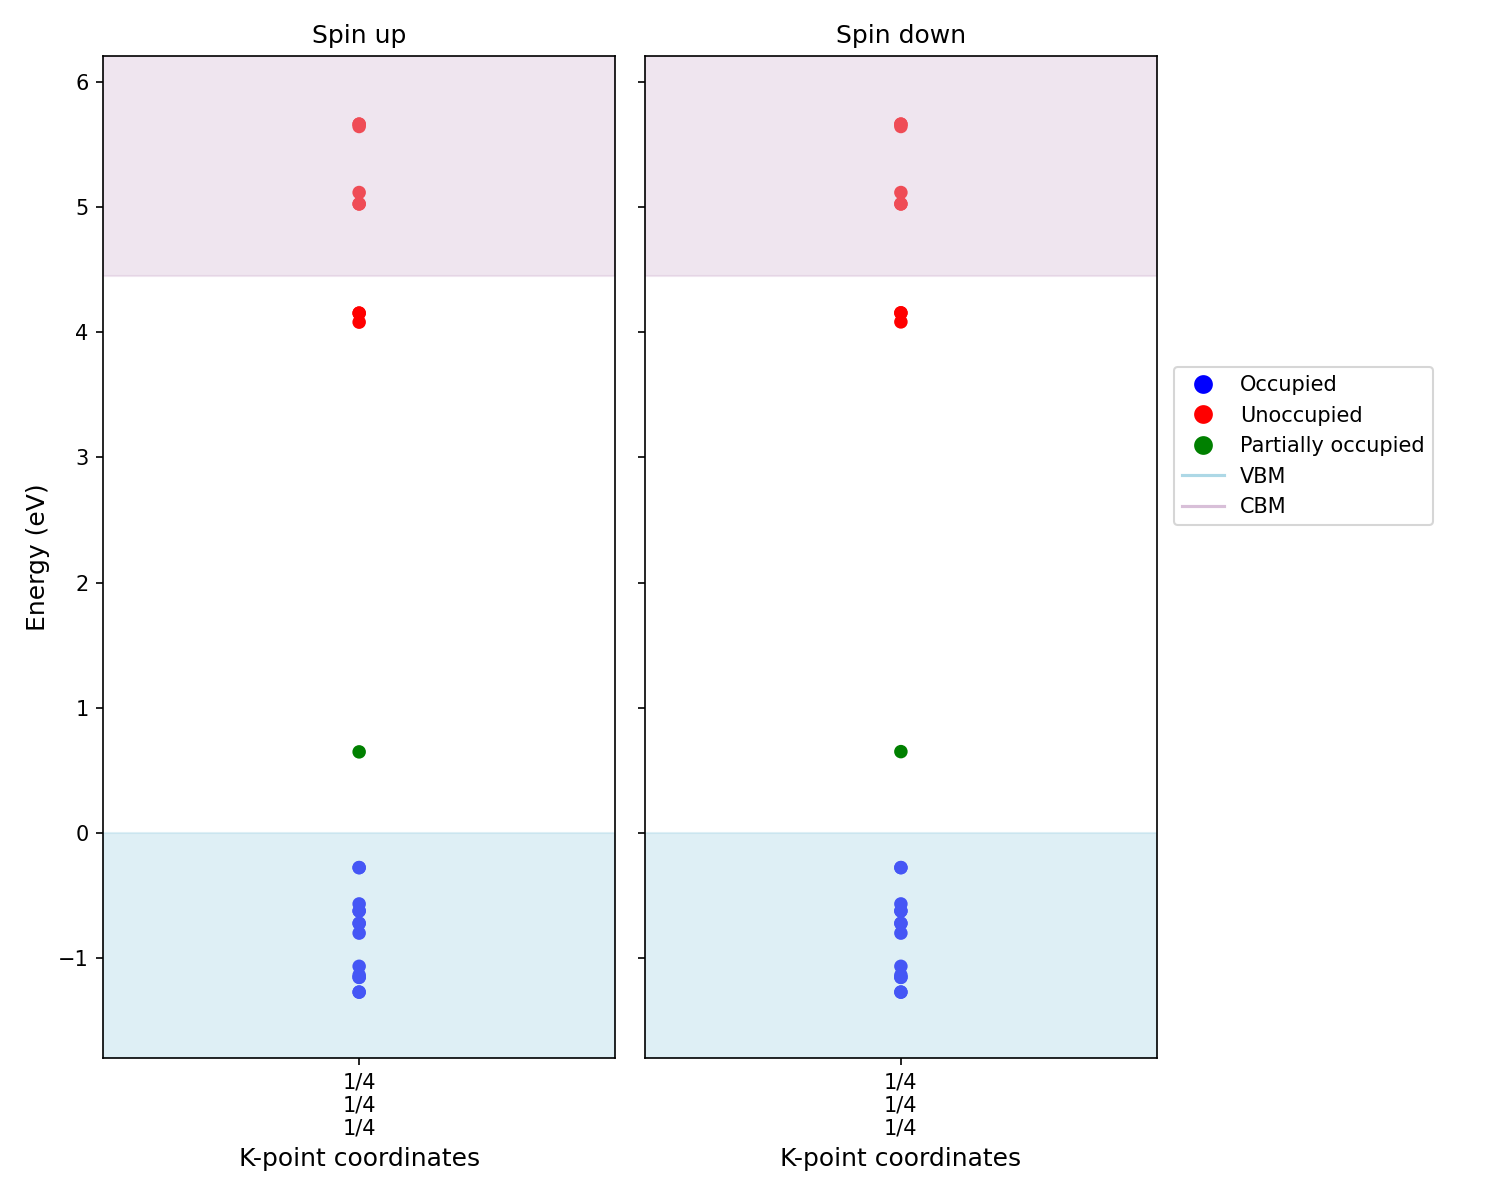 Spin up
Spin down
6
5
4
3
2
1
0
−1
Energy (eV)
1/4
1/4
1/4
K-point coordinates
1/4
1/4
1/4
K-point coordinates
Occupied
Unoccupied
Partially occupied
VBM
CBM